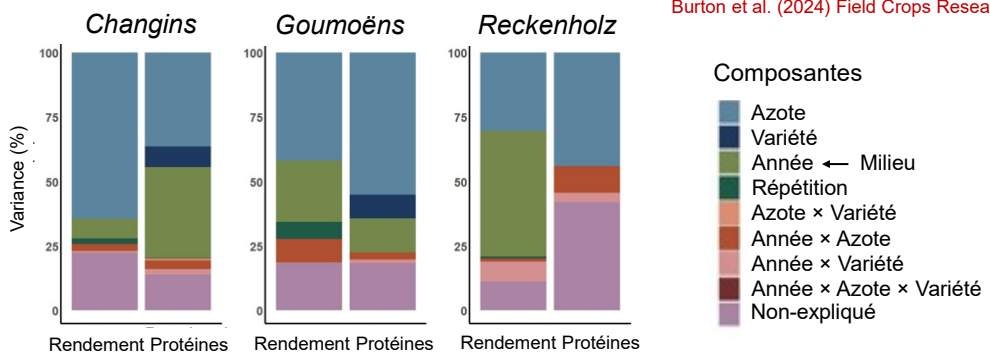 Burton et al. (2024) Field Crops Resea
Changins
Goumoëns
Reckenholz
Variance (%)
100
75
50
25
0
100
75
50
25
0
100
75
50
25
0
Rendement Protéines
Rendement Protéines
Rendement Protéines
Composantes
Azote
Variété
Année ← Milieu
Répétition
Azote × Variété
Année × Azote
Année × Variété
Année × Azote × Variété
Non-expliqué